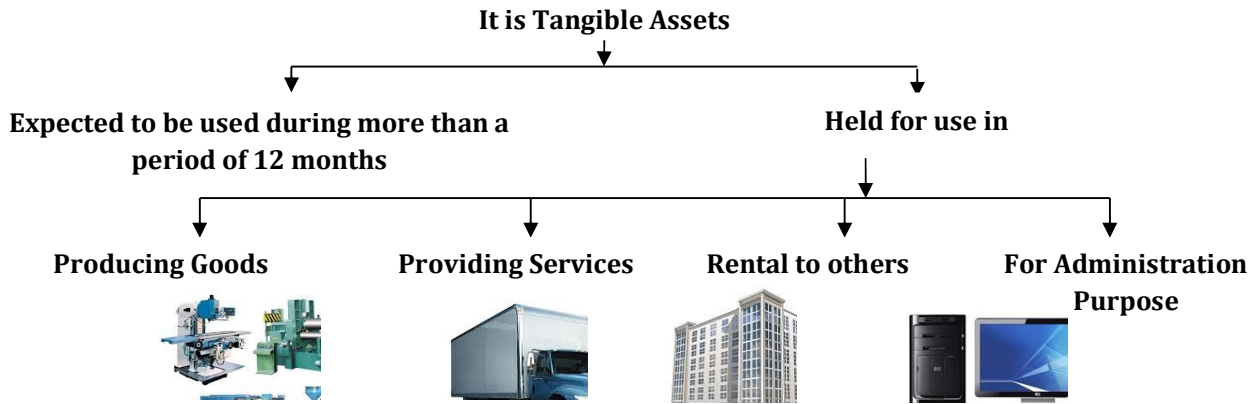 It is Tangible Assets
Expected to be used during more than a
period of 12 months
Held for use in
Producing Goods
Providing Services
Rental to others
For Administration
Purpose